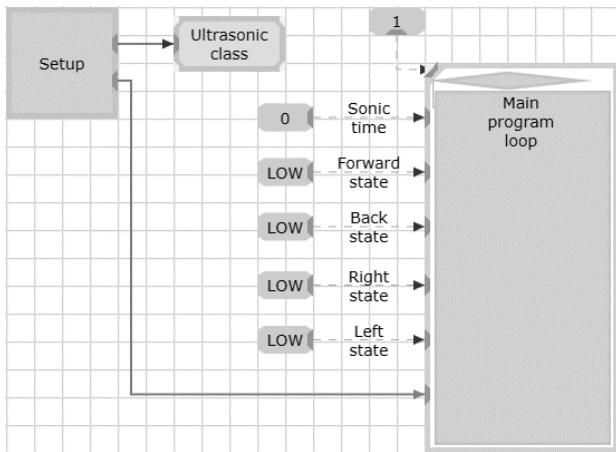 Setup
Ultrasonic
class
1
Main
program
loop
0
Sonic
time
LOW
Forward
state
LOW
Back
state
LOW
Right
state
LOW
Left
state